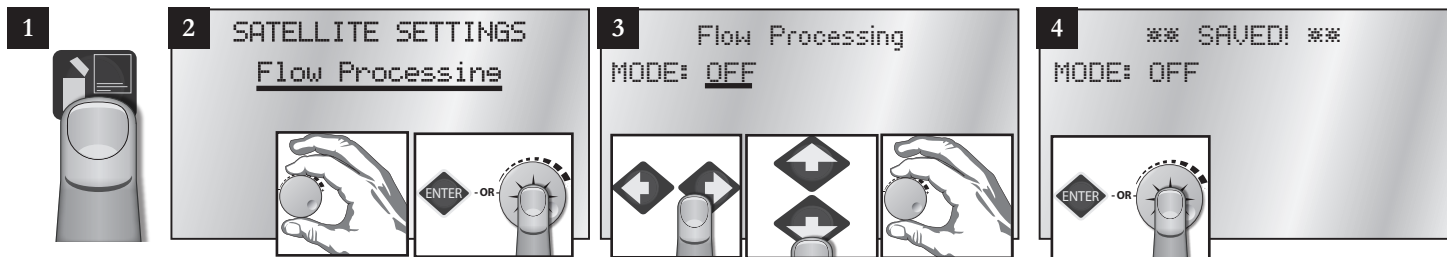 1
2
SATELLITE SETTINGS
Flow Processing
ENTER
- OR -
3
Flow Processing
MODE: OFF
4
** SAVED! **
MODE: OFF
ENTER
- OR -